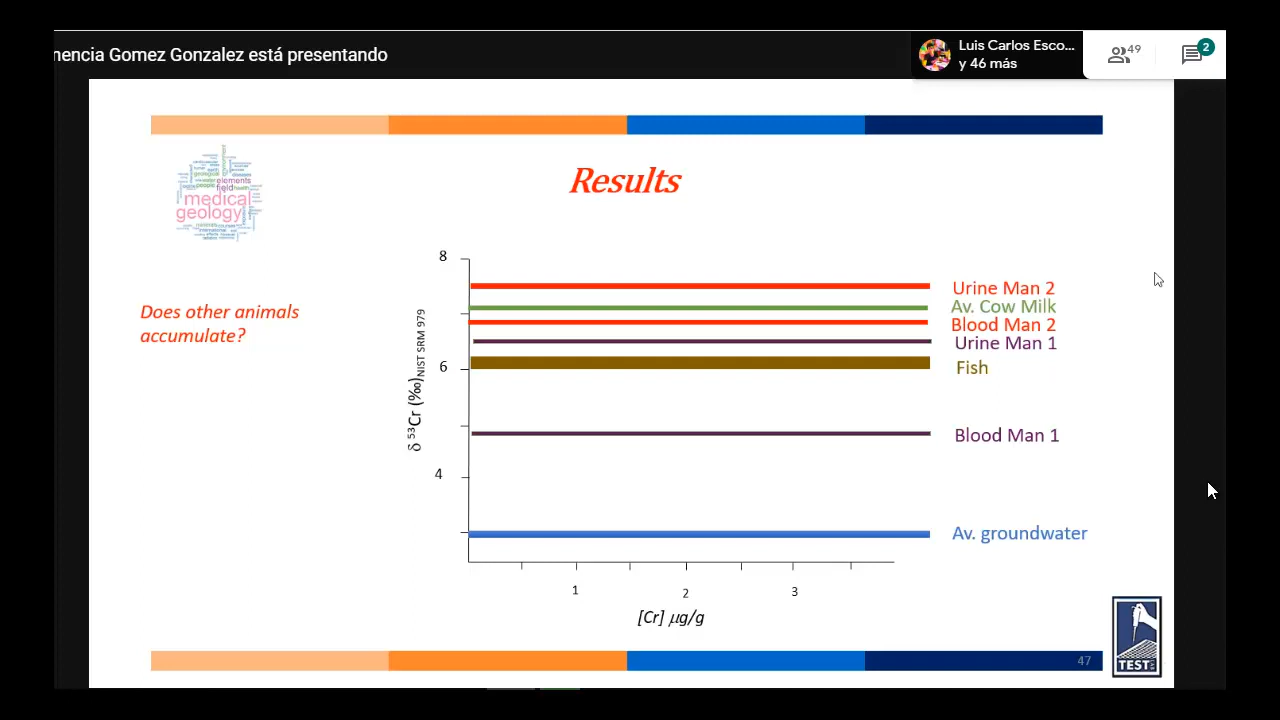 nencia Gomez Gonzalez está presentando
Luis Carlos Esco...
y 46 más
49
2
Results
elements
field
medical
geology
Does other animals
accumulate?
8
6
4
δ ⁵³Cr (‰)NIST SRM 979
Urine Man 2
Av. Cow Milk
Blood Man 2
Urine Man 1
Fish
Blood Man 1
Av. groundwater
1
2
3
[Cr] µg/g
TEST
47